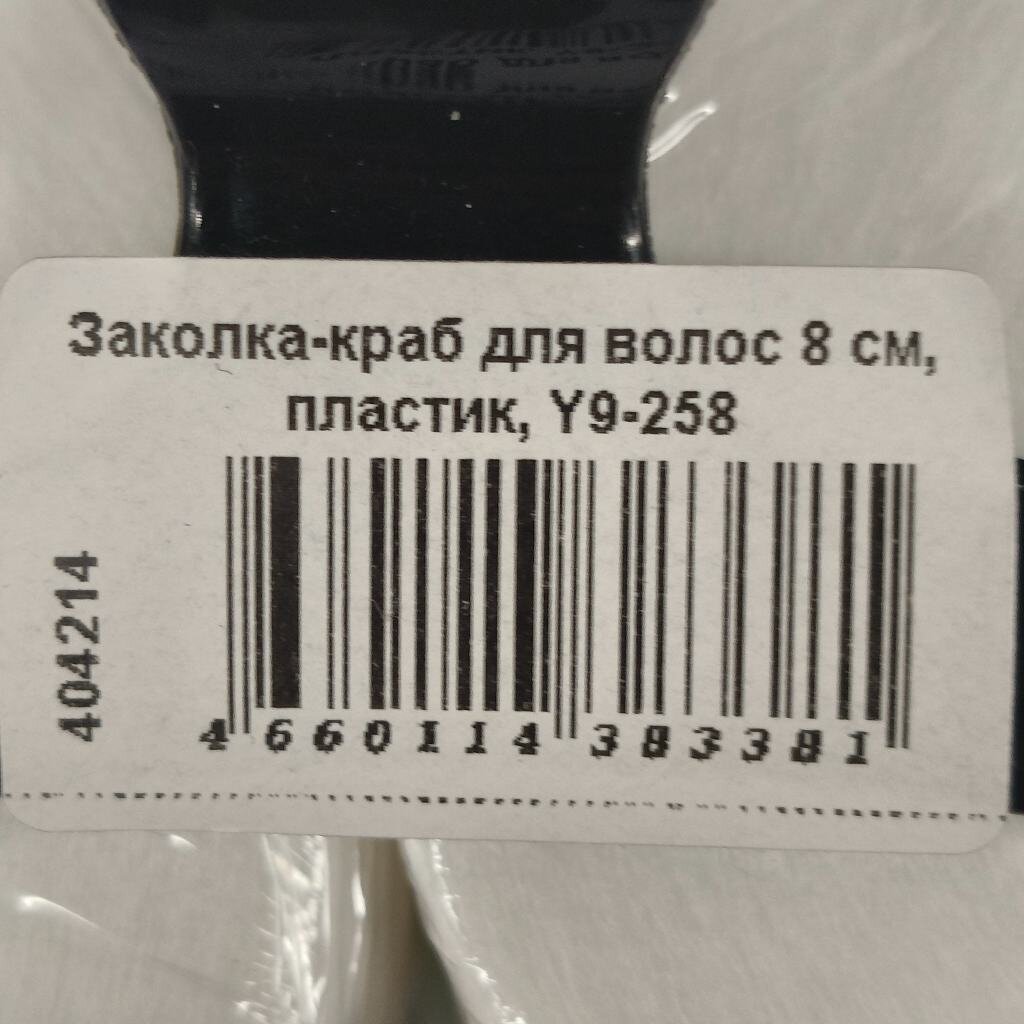 Заколка-краб для волос 8 см,
пластик, Y9-258
404214
4 660114 383381